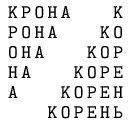 КРОНА К
РОНА КО
ОНА КОР
НА КОРЕ
А КОРЕН
КОРЕНЬ